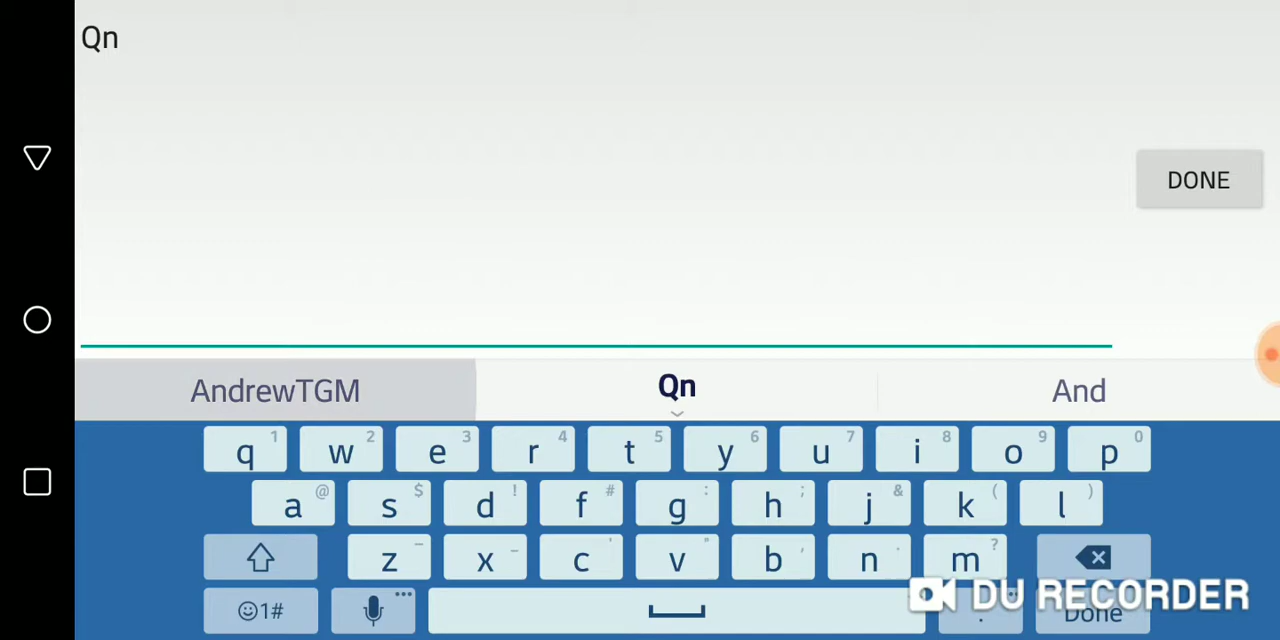 Qn
DONE
AndrewTGM Qn And
q 1 w 2 e 3 r 4 t 5 y 6 u 7 i 8 o 9 p 0
a @ s $ d ! f # g : h ; j & k ( l )
z – x _ c ' v " b , n . m ?
☺1# ... . Done
DU RECORDER